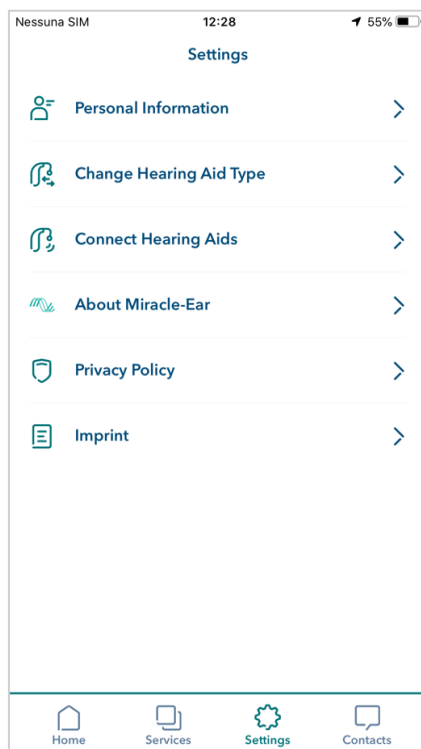 Nessuna SIM 12:28 55%
Settings
Personal Information
Change Hearing Aid Type
Connect Hearing Aids
About Miracle-Ear
Privacy Policy
Imprint
Home Services Settings Contacts